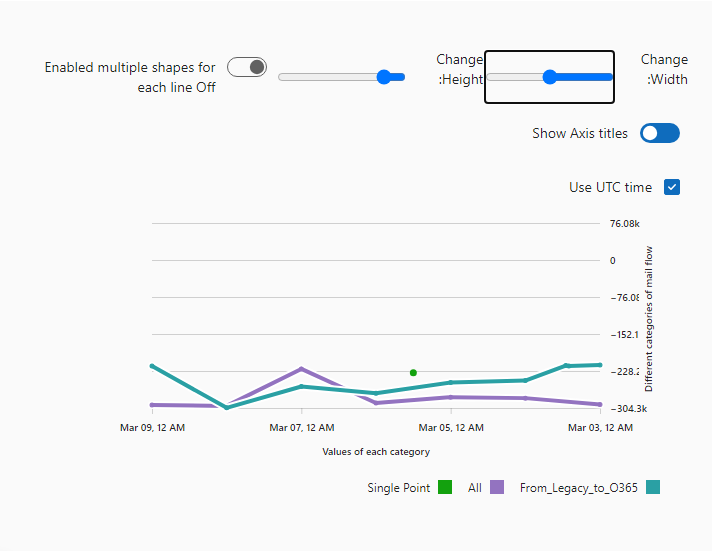 Enabled multiple shapes for
each line Off
Change
:Height
Change
:Width
Show Axis titles
Use UTC time
76.08k
0
−76.08
−152.1
−228.2
−304.3k
Different categories of mail flow
Mar 09, 12 AM
Mar 07, 12 AM
Mar 05, 12 AM
Mar 03, 12 AM
Values of each category
Single Point
All
From_Legacy_to_O365